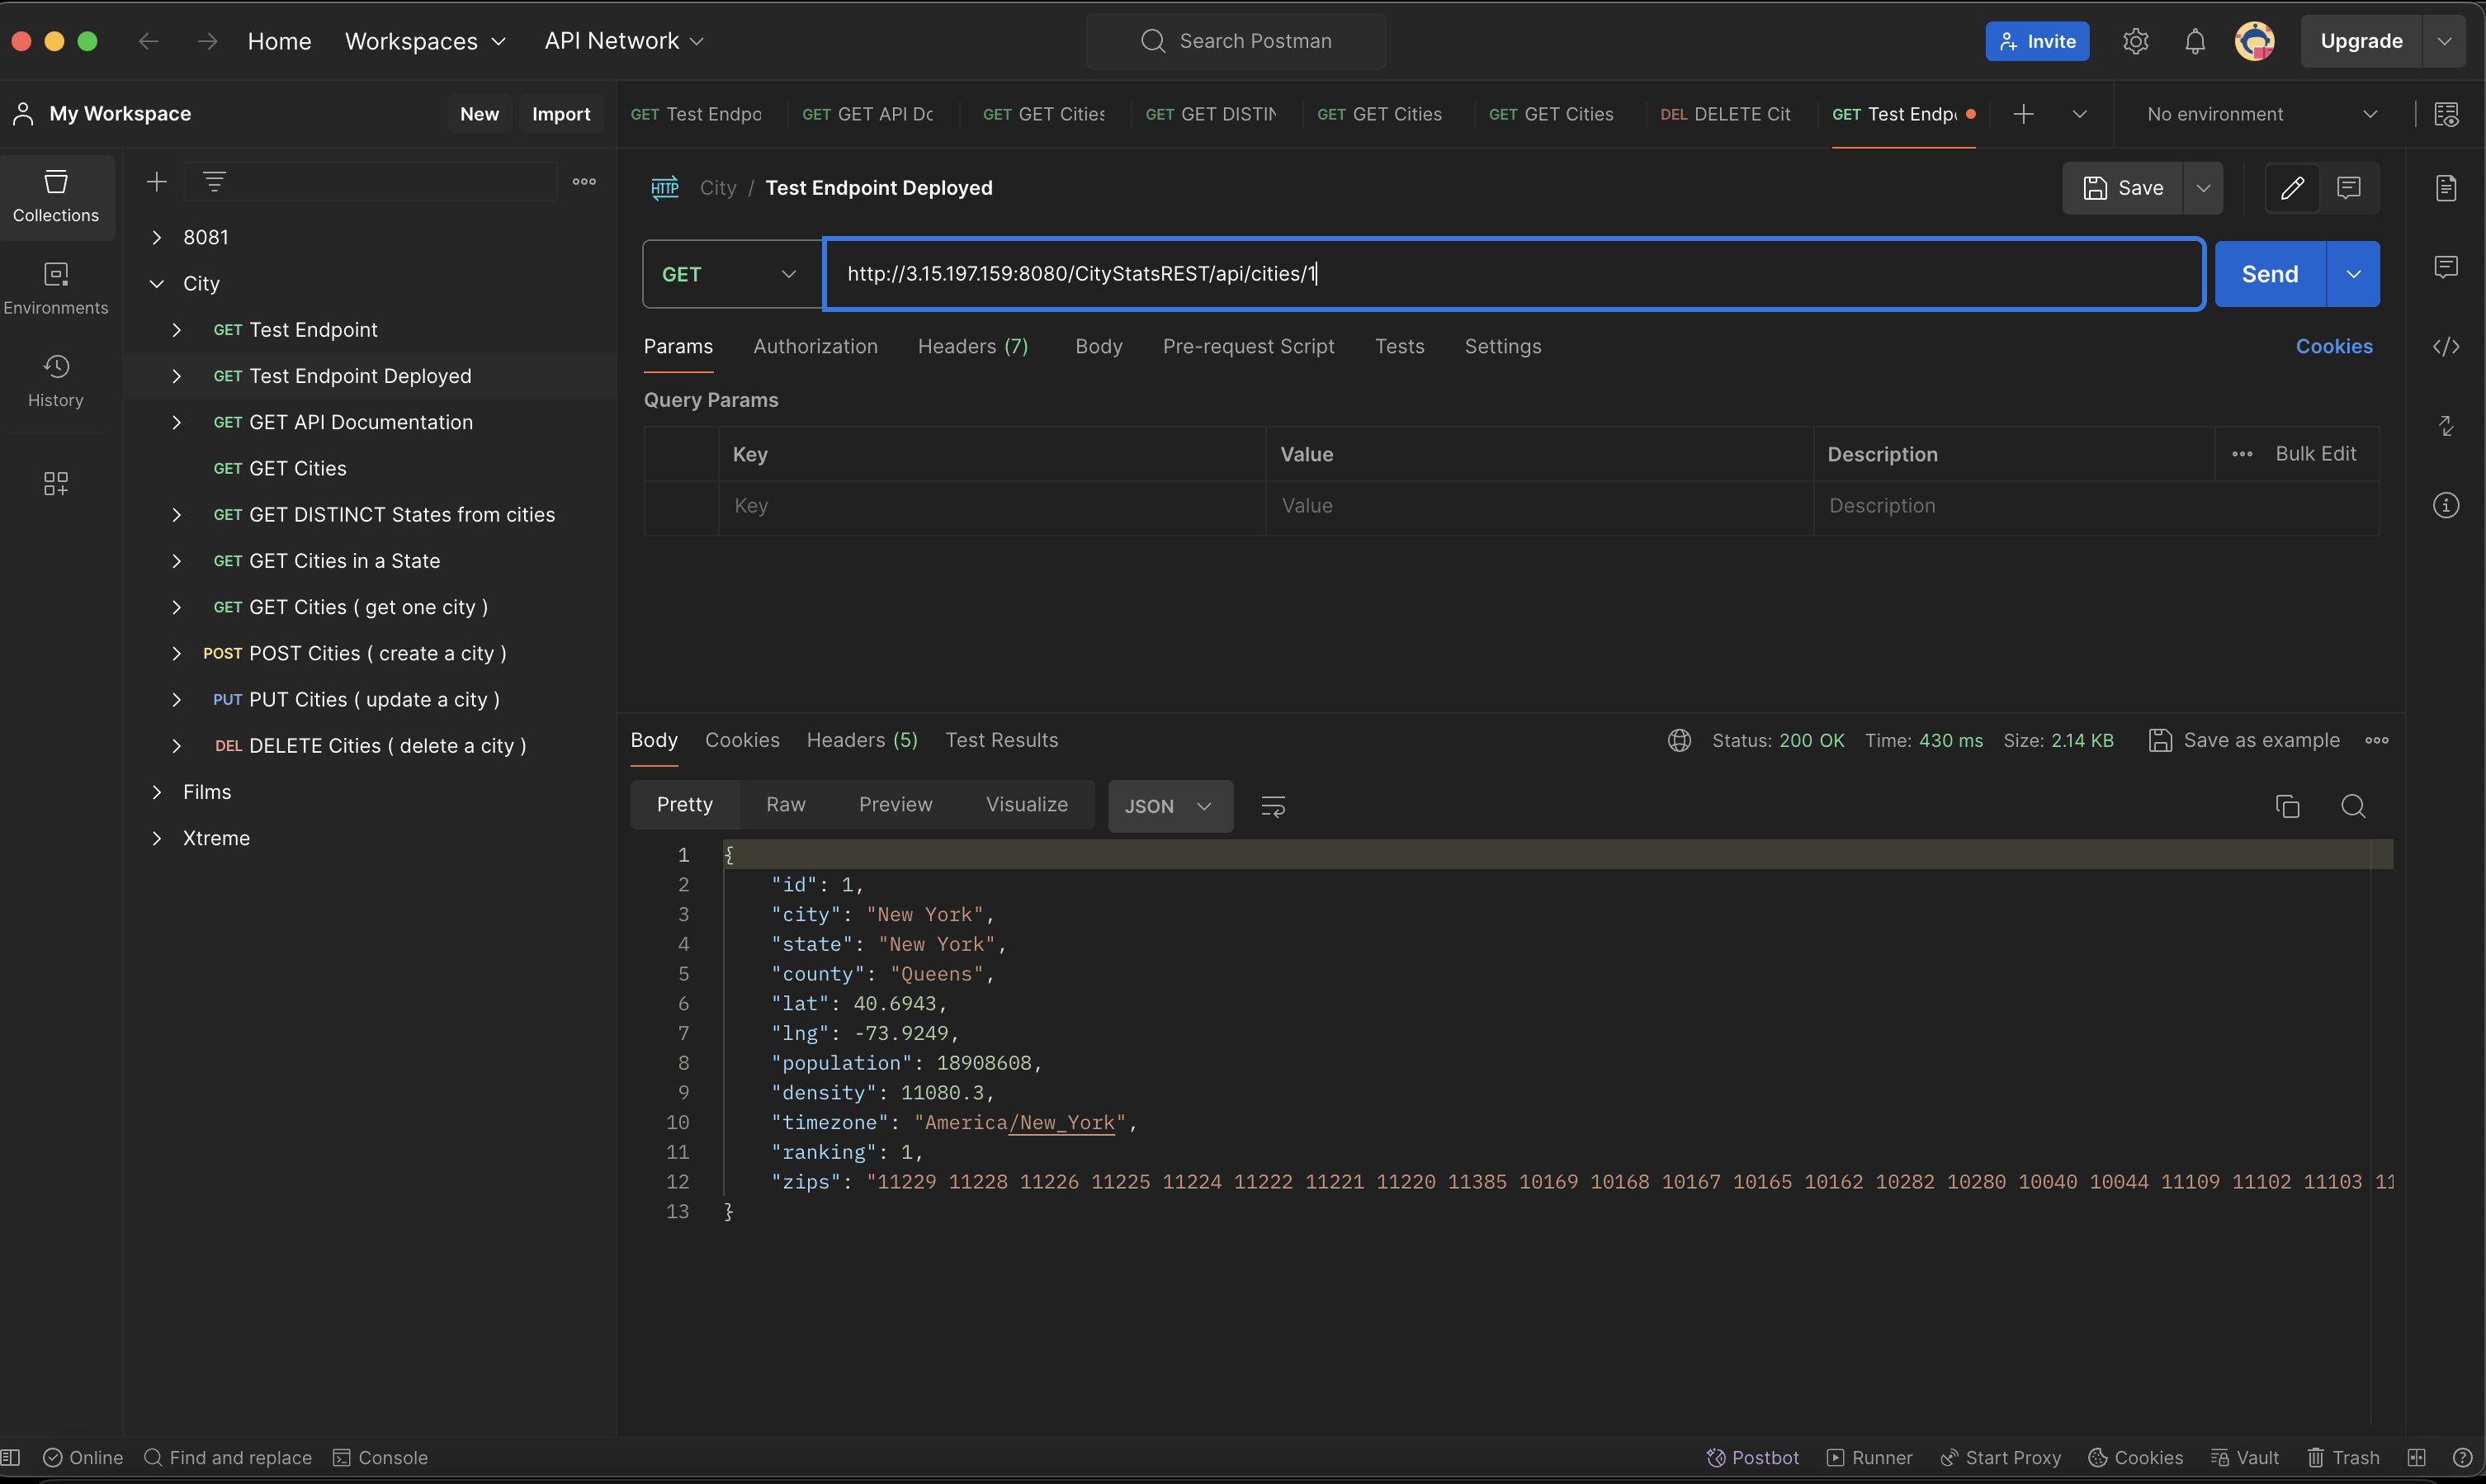 Home Workspaces API Network Search Postman Invite Upgrade
My Workspace New Import GET Test Endpo GET GET API Dc GET GET Cities GET GET DISTIN GET GET Cities GET GET Cities DEL DELETE Cit GET Test Endp No environment
Collections
Environments
History
8081
City
GET Test Endpoint
GET Test Endpoint Deployed
GET GET API Documentation
GET GET Cities
GET GET DISTINCT States from cities
GET GET Cities in a State
GET GET Cities ( get one city )
POST POST Cities ( create a city )
PUT PUT Cities ( update a city )
DEL DELETE Cities ( delete a city )
Films
Xtreme
HTTP City / Test Endpoint Deployed Save
GET http://3.15.197.159:8080/CityStatsREST/api/cities/1 Send
Params Authorization Headers (7) Body Pre-request Script Tests Settings Cookies
Query Params
Key Value Description Bulk Edit
Key Value Description
Body Cookies Headers (5) Test Results Status: 200 OK Time: 430 ms Size: 2.14 KB Save as example
Pretty Raw Preview Visualize JSON
1 {
2 "id": 1,
3 "city": "New York",
4 "state": "New York",
5 "county": "Queens",
6 "lat": 40.6943,
7 "lng": -73.9249,
8 "population": 18908608,
9 "density": 11080.3,
10 "timezone": "America/New_York",
11 "ranking": 1,
12 "zips": "11229 11228 11226 11225 11224 11222 11221 11220 11385 10169 10168 10167 10165 10162 10282 10280 10040 10044 11109 11102 11103 11
13 }
Online Find and replace Console Postbot Runner Start Proxy Cookies Vault Trash